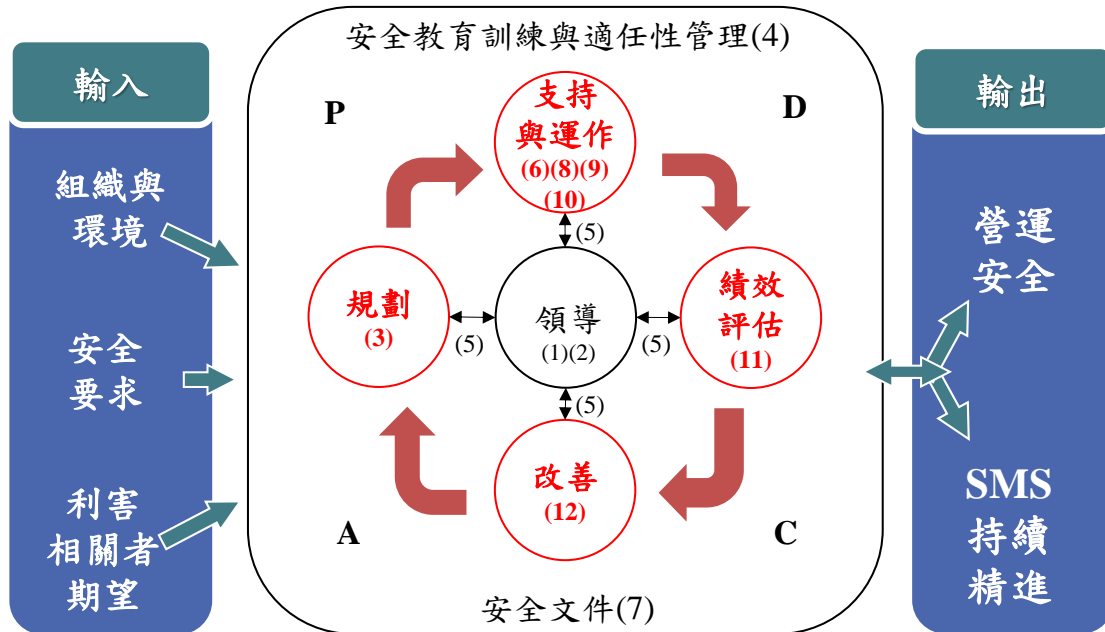 安全教育訓練與適任性管理(4)
輸入
組織與
環境
安全
要求
利害
相關者
期望
P
D
支持
與運作
(6)(8)(9)
(10)
(5)
規劃
(3)
(5)
領導
(1)(2)
(5)
績效
評估
(11)
(5)
改善
(12)
A
C
安全文件(7)
輸出
營運
安全
SMS
持續
精進